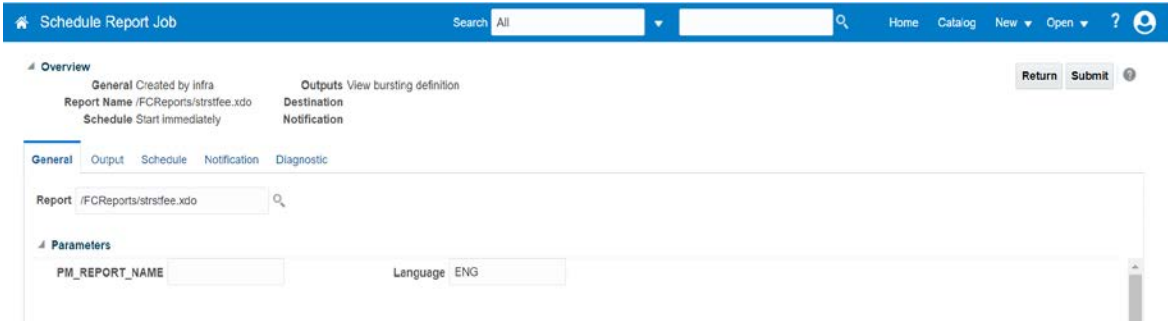 Schedule Report Job Search All Home Catalog New Open ?
Overview
General Created by infra Outputs View bursting definition Return Submit ?
Report Name /FCReports/strstfee.xdo Destination
Schedule Start immediately Notification
General Output Schedule Notification Diagnostic
Report /FCReports/strstfee.xdo
Parameters
PM_REPORT_NAME Language ENG